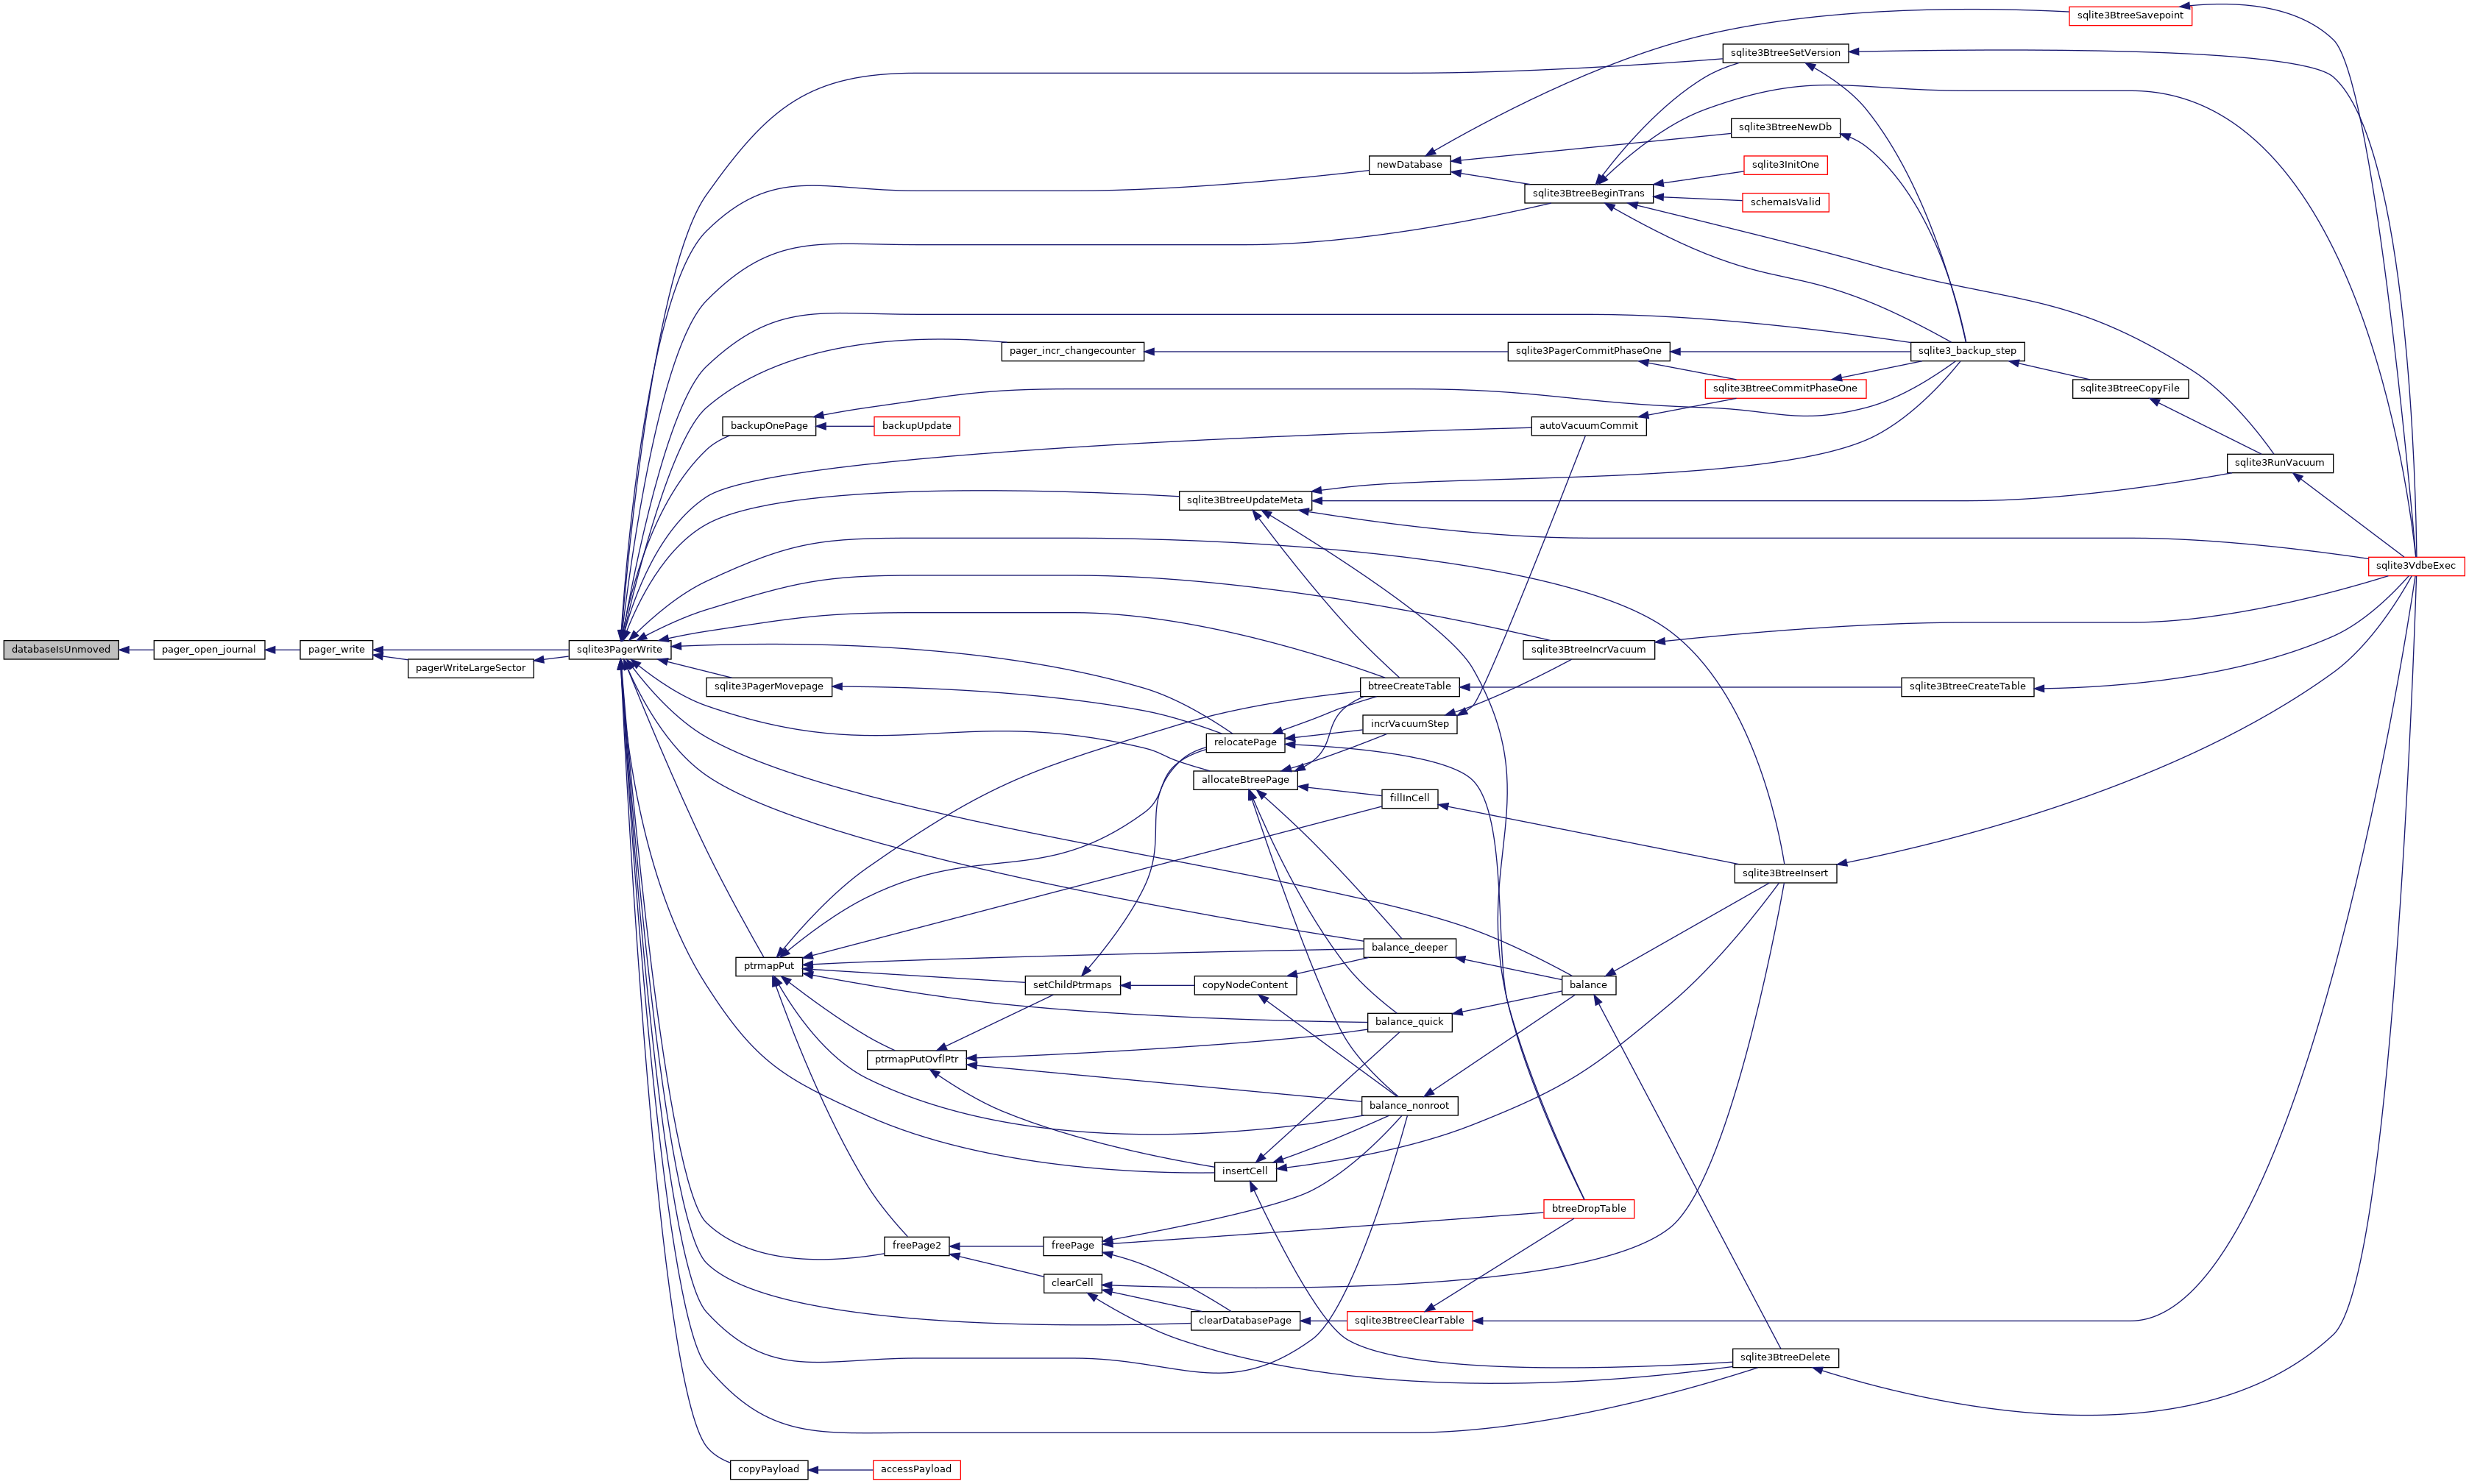 sqlite3BtreeSavepoint
sqlite3BtreeSetVersion
sqlite3BtreeNewDb
newDatabase
sqlite3InitOne
sqlite3BtreeBeginTrans
schemaIsValid
pager_incr_changecounter
sqlite3PagerCommitPhaseOne
sqlite3_backup_step
sqlite3BtreeCommitPhaseOne
sqlite3BtreeCopyFile
backupOnePage
backupUpdate
autoVacuumCommit
sqlite3RunVacuum
sqlite3BtreeUpdateMeta
sqlite3VdbeExec
databaseIsUnmoved
pager_open_journal
pager_write
sqlite3PagerWrite
sqlite3BtreeIncrVacuum
pagerWriteLargeSector
sqlite3PagerMovepage
btreeCreateTable
sqlite3BtreeCreateTable
incrVacuumStep
relocatePage
allocateBtreePage
fillInCell
sqlite3BtreeInsert
balance_deeper
ptrmapPut
setChildPtrmaps
copyNodeContent
balance
balance_quick
ptrmapPutOvflPtr
balance_nonroot
insertCell
btreeDropTable
freePage2
freePage
clearCell
clearDatabasePage
sqlite3BtreeClearTable
sqlite3BtreeDelete
copyPayload
accessPayload